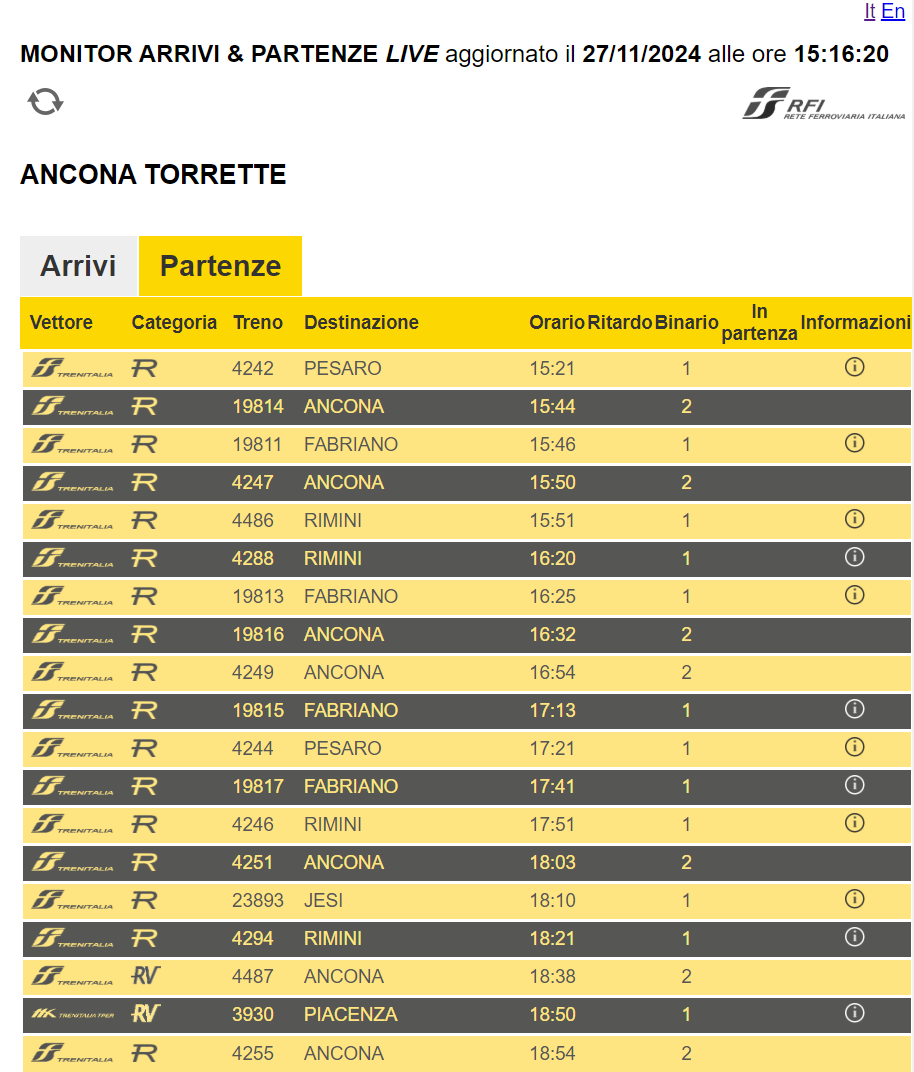 It En
MONITOR ARRIVI & PARTENZE LIVE aggiornato il 27/11/2024 alle ore 15:16:20
RFI
RETE FERROVIARIA ITALIANA
ANCONA TORRETTE
Arrivi Partenze
Vettore Categoria Treno Destinazione Orario Ritardo Binario In partenza Informazioni
TRENITALIA R 4242 PESARO 15:21 1 i
TRENITALIA R 19814 ANCONA 15:44 2
TRENITALIA R 19811 FABRIANO 15:46 1 i
TRENITALIA R 4247 ANCONA 15:50 2
TRENITALIA R 4486 RIMINI 15:51 1 i
TRENITALIA R 4288 RIMINI 16:20 1 i
TRENITALIA R 19813 FABRIANO 16:25 1 i
TRENITALIA R 19816 ANCONA 16:32 2
TRENITALIA R 4249 ANCONA 16:54 2
TRENITALIA R 19815 FABRIANO 17:13 1 i
TRENITALIA R 4244 PESARO 17:21 1 i
TRENITALIA R 19817 FABRIANO 17:41 1 i
TRENITALIA R 4246 RIMINI 17:51 1 i
TRENITALIA R 4251 ANCONA 18:03 2
TRENITALIA R 23893 JESI 18:10 1 i
TRENITALIA R 4294 RIMINI 18:21 1 i
TRENITALIA RV 4487 ANCONA 18:38 2
TRENITALIA TPER RV 3930 PIACENZA 18:50 1 i
TRENITALIA R 4255 ANCONA 18:54 2